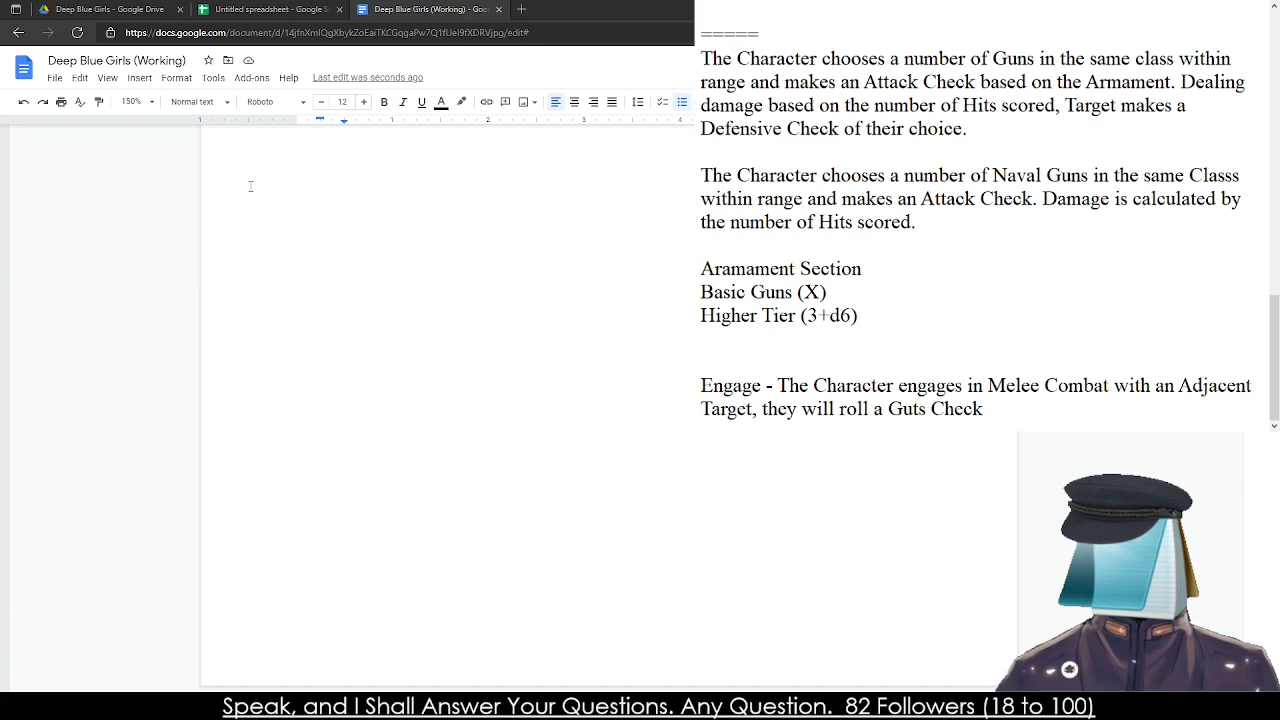 Deep Blue Girls - Google Drive
Untitled spreadsheet - Google S
Deep Blue Girls (Working) - Goo
Deep Blue Girls (Working)
File Edit View Insert Format Tools Add-ons Help Last edit was seconds ago
150% Normal text Roboto 12 B I U A
1 1 2 3 4
=====
The Character chooses a number of Guns in the same class within
range and makes an Attack Check based on the Armament. Dealing
damage based on the number of Hits scored, Target makes a
Defensive Check of their choice.
The Character chooses a number of Naval Guns in the same Classs
within range and makes an Attack Check. Damage is calculated by
the number of Hits scored.
Aramament Section
Basic Guns (X)
Higher Tier (3+d6)
Engage - The Character engages in Melee Combat with an Adjacent
Target, they will roll a Guts Check
Speak, and I Shall Answer Your Questions. Any Question. 82 Followers (18 to 100)